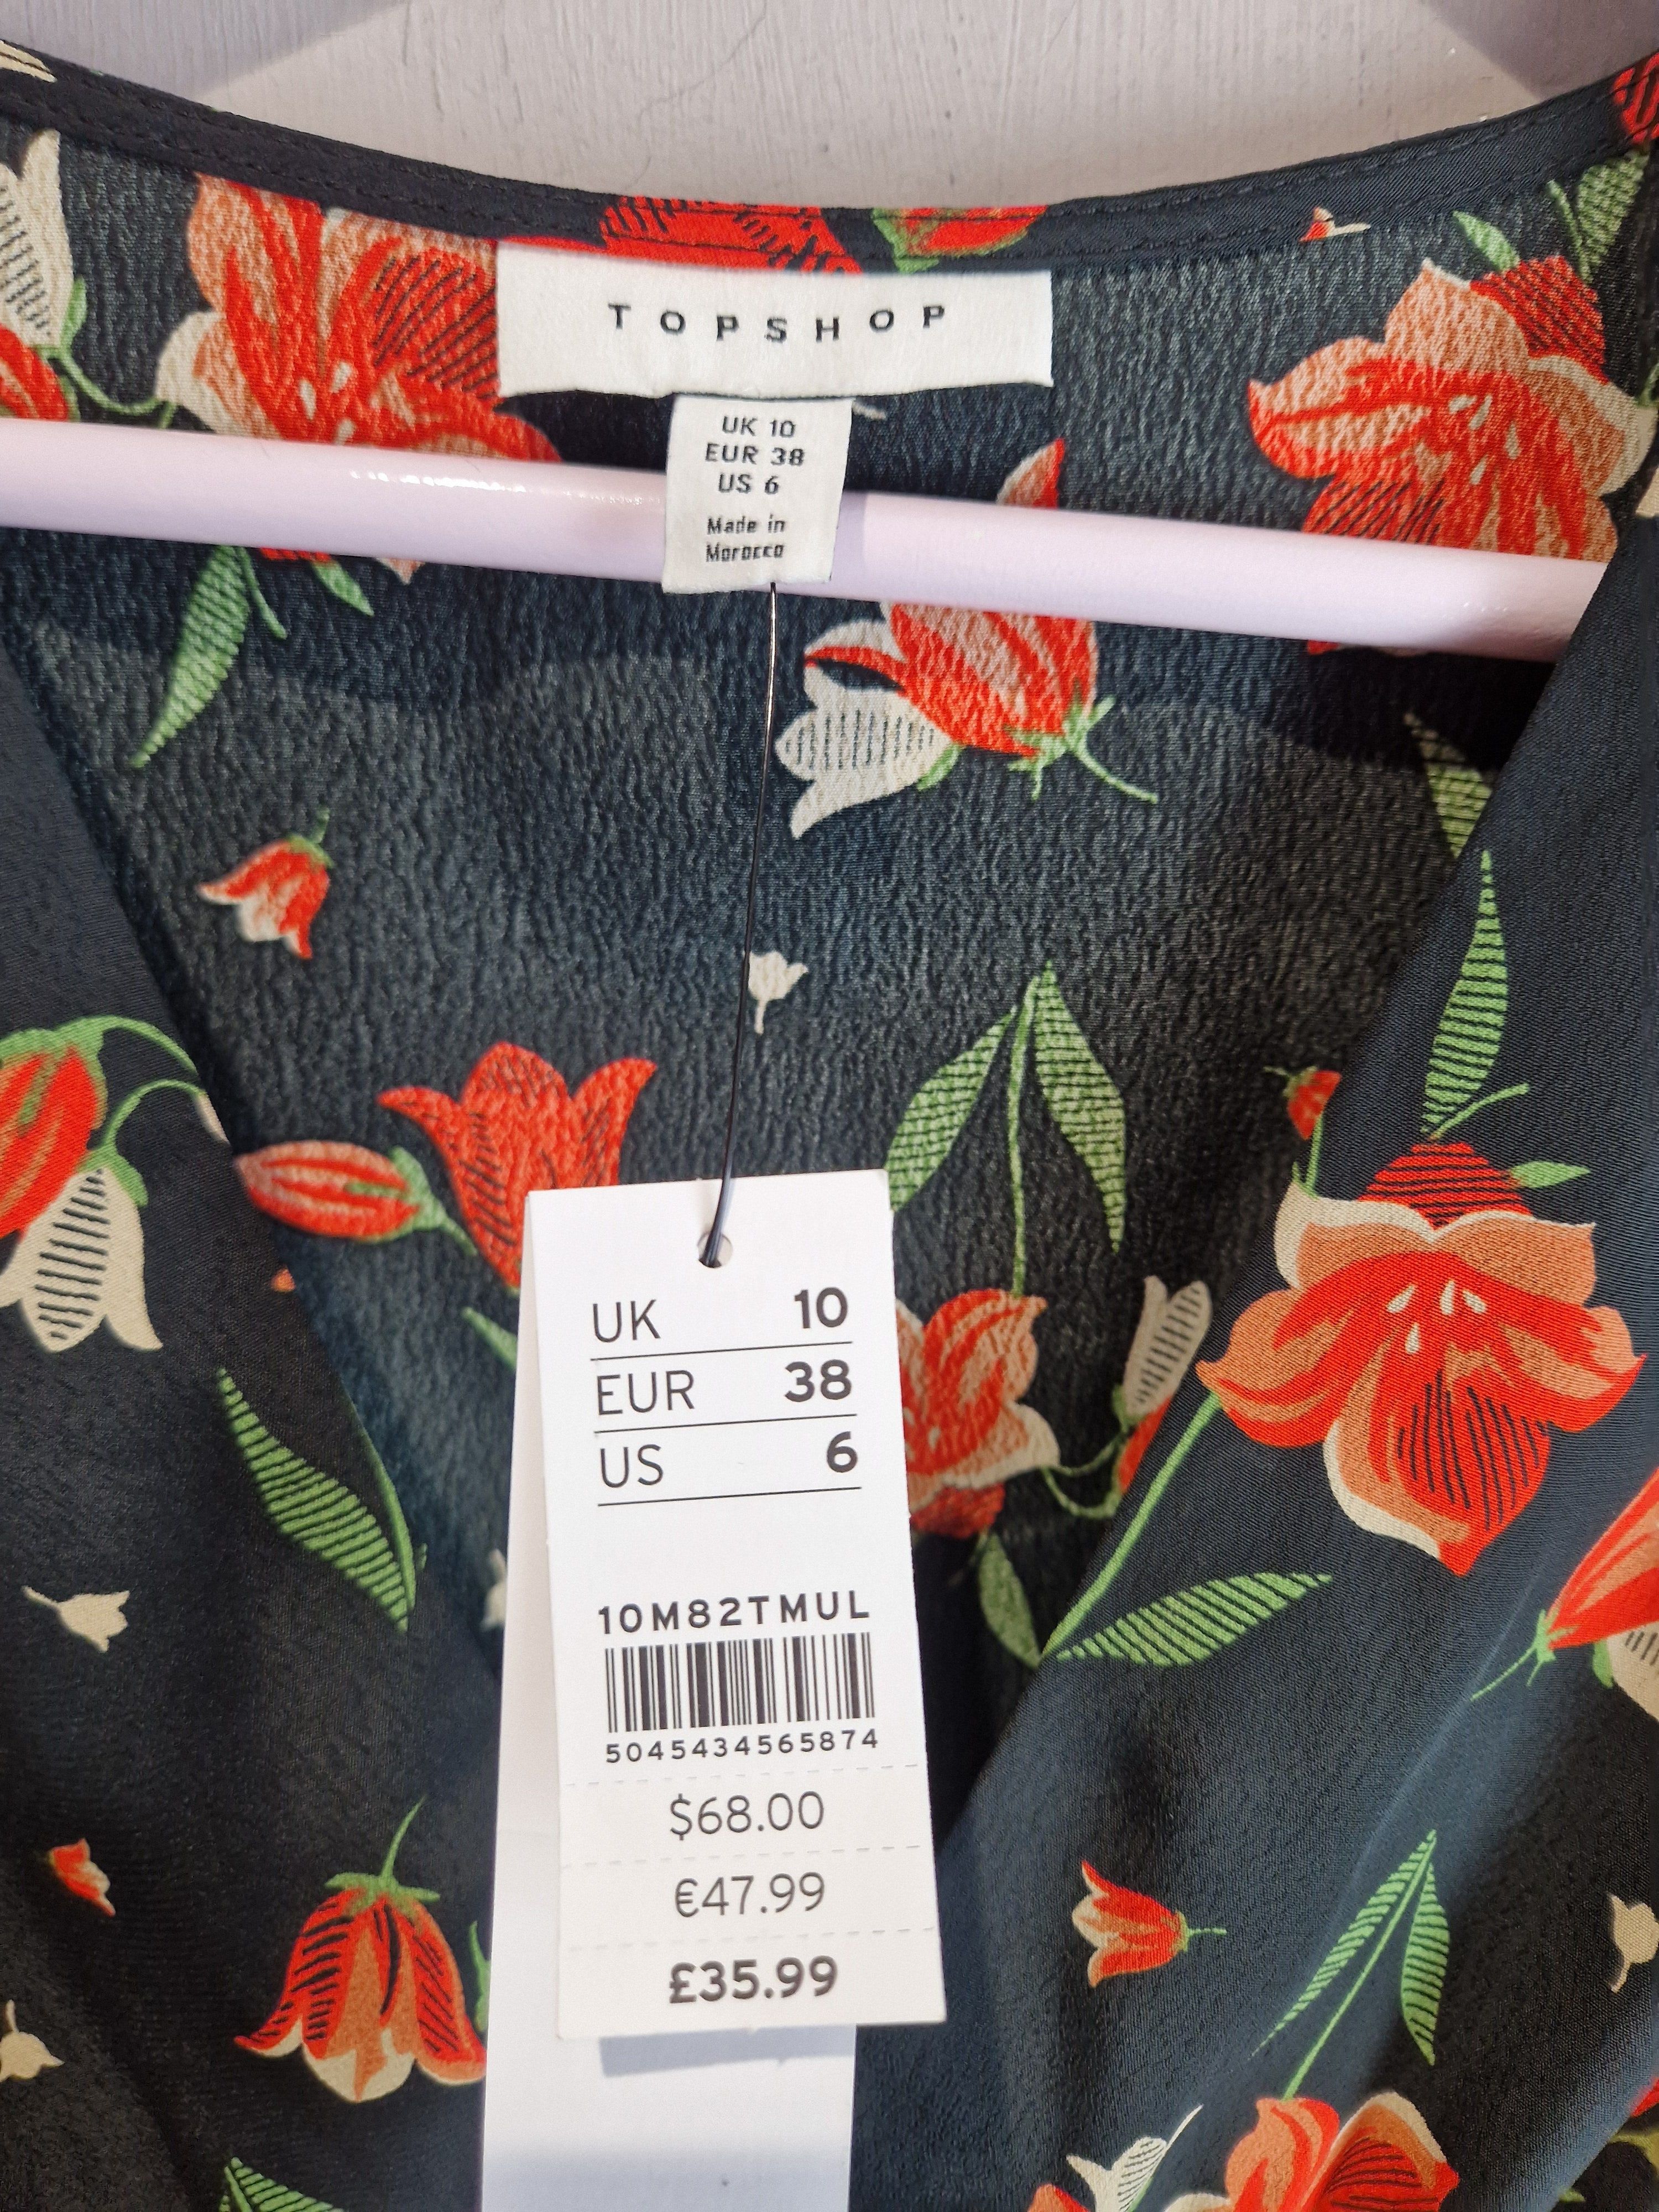 TOPSHOP
UK 10
EUR 38
US 6
Made in
Morocco
UK 10
EUR 38
US 6
10M82TMUL
5045434565874
$68.00
€47.99
£35.99